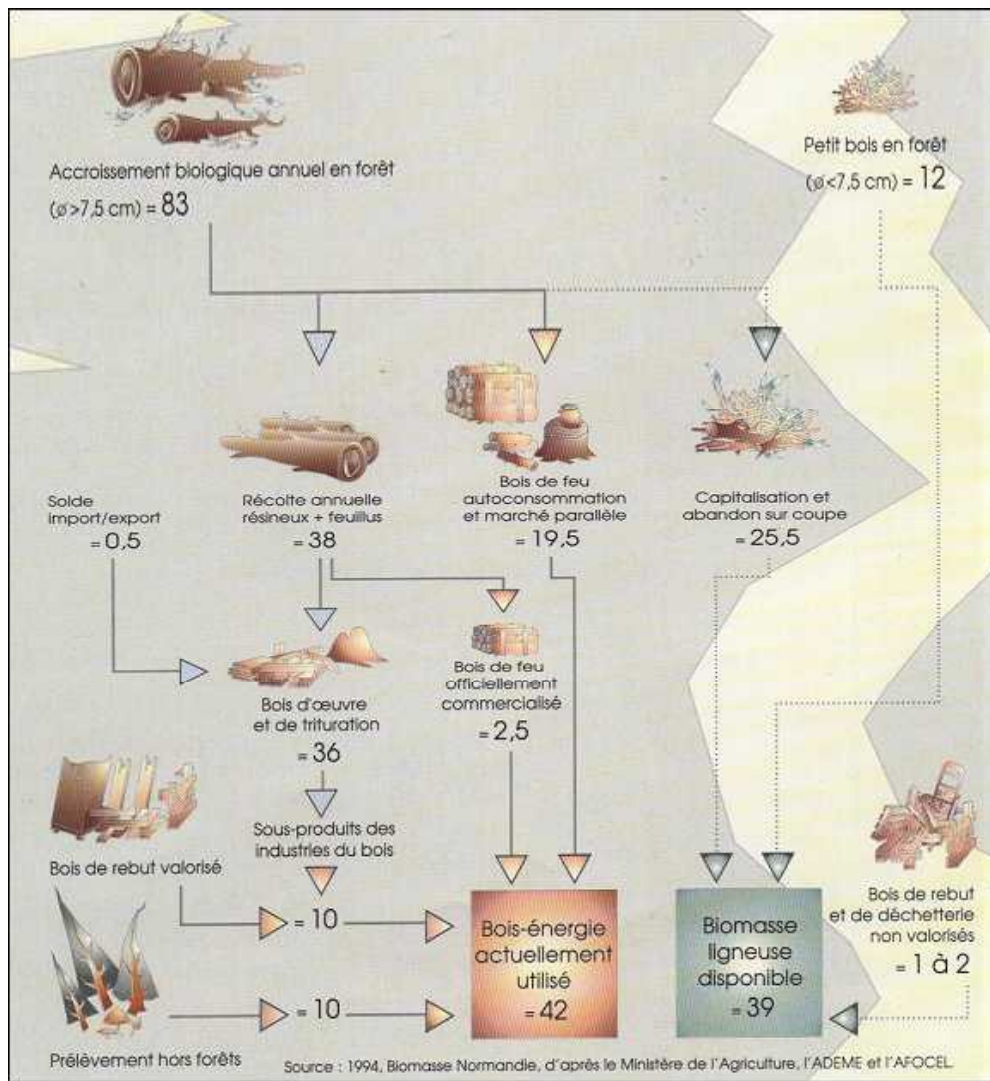 Accroissement biologique annuel en forêt
(ø>7,5 cm) = 83
Petit bois en forêt
(ø<7,5 cm) = 12
Solde
import/export
= 0,5
Récolte annuelle
résineux + feuillus
= 38
Bois de feu
autoconsommation
et marché parallèle
= 19,5
Capitalisation et
abandon sur coupe
= 25,5
Bois d'œuvre
et de trituration
= 36
Bois de feu
officiellement
commercialisé
= 2,5
Sous-produits des
industries du bois
Bois de rebut valorisé
= 10
Prélèvement hors forêts
= 10
Bois-énergie
actuellement
utilisé
= 42
Biomasse
ligneuse
disponible
= 39
Bois de rebut
et de déchetterie
non valorisés
= 1 à 2
Source : 1994, Biomasse Normandie, d'après le Ministère de l'Agriculture, l'ADEME et l'AFOCEL.